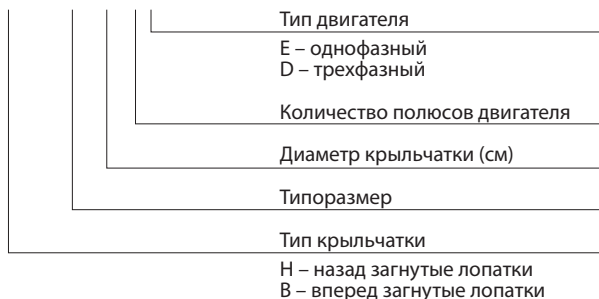 Тип двигателя
E – однофазный
D – трехфазный
Количество полюсов двигателя
Диаметр крыльчатки (см)
Типоразмер
Тип крыльчатки
H – назад загнутые лопатки
B – вперед загнутые лопатки